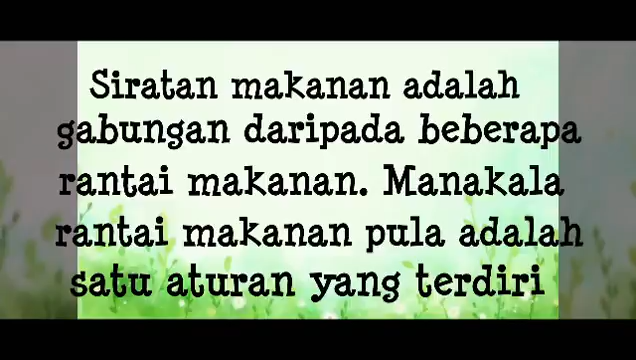 Siratan makanan adalah
gabungan daripada beberapa
rantai makanan. Manakala
rantai makanan pula adalah
satu aturan yang terdiri